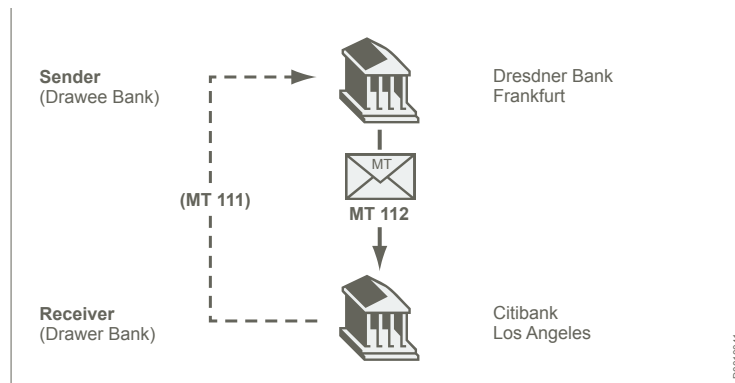 Sender
(Drawee Bank)
Dresdner Bank
Frankfurt
MT
(MT 111)
MT 112
Receiver
(Drawer Bank)
Citibank
Los Angeles